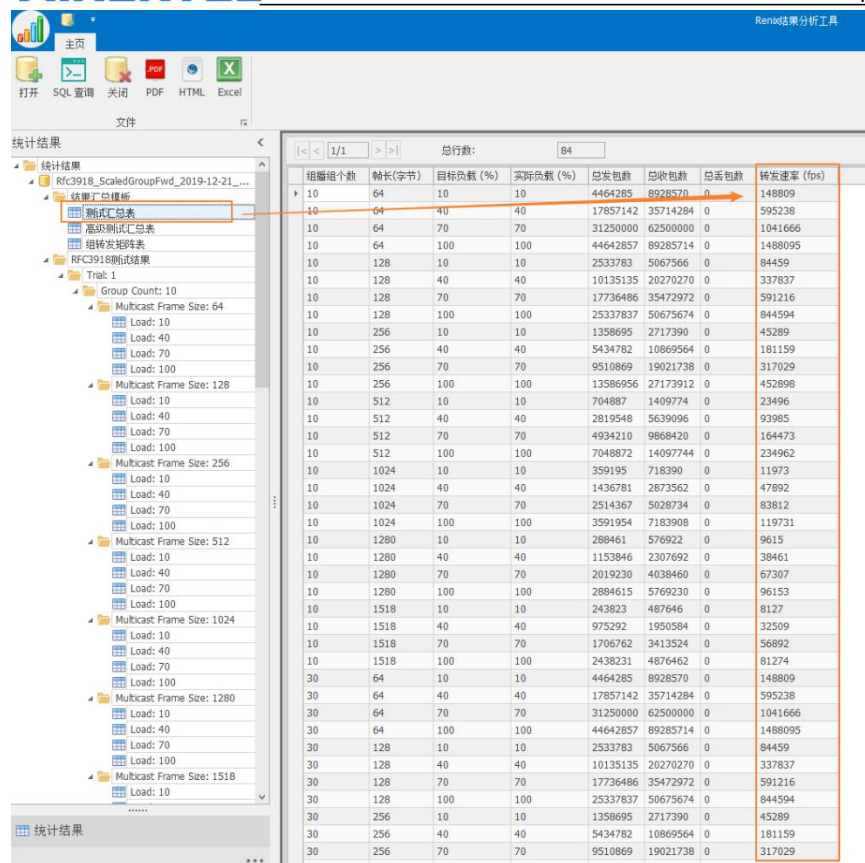 Renix结果分析工具
主页
打开 SQL 查询 关闭 PDF HTML Excel
文件
统计结果
统计结果
Rfc3918_ScaledGroupFwd_2019-12-21_...
结果汇总模板
测试汇总表
高级测试汇总表
组转发矩阵表
RFC3918测试结果
Trial: 1
Group Count: 10
Multicast Frame Size: 64
Load: 10
Load: 40
Load: 70
Load: 100
Multicast Frame Size: 128
Load: 10
Load: 40
Load: 70
Load: 100
Multicast Frame Size: 256
Load: 10
Load: 40
Load: 70
Load: 100
Multicast Frame Size: 512
Load: 10
Load: 40
Load: 70
Load: 100
Multicast Frame Size: 1024
Load: 10
Load: 40
Load: 70
Load: 100
Multicast Frame Size: 1280
Load: 10
Load: 40
Load: 70
Load: 100
Multicast Frame Size: 1518
Load: 10
统计结果
1/1 总行数: 84
组播组个数 帧长(字节) 目标负载 (%) 实际负载 (%) 总发包数 总收包数 总丢包数 转发速率 (fps)
10 64 10 10 4464285 8928570 0 148809
10 64 40 40 17857142 35714284 0 595238
10 64 70 70 31250000 62500000 0 1041666
10 64 100 100 44642857 89285714 0 1488095
10 128 10 10 2533783 5067566 0 84459
10 128 40 40 10135135 20270270 0 337837
10 128 70 70 17736486 35472972 0 591216
10 128 100 100 25337837 50675674 0 844594
10 256 10 10 1358695 2717390 0 45289
10 256 40 40 5434782 10869564 0 181159
10 256 70 70 9510869 19021738 0 317029
10 256 100 100 13586956 27173912 0 452898
10 512 10 10 704887 1409774 0 23496
10 512 40 40 2819548 5639096 0 93985
10 512 70 70 4934210 9868420 0 164473
10 512 100 100 7048872 14097744 0 234962
10 1024 10 10 359195 718390 0 11973
10 1024 40 40 1436781 2873562 0 47892
10 1024 70 70 2514367 5028734 0 83812
10 1024 100 100 3591954 7183908 0 119731
10 1280 10 10 288461 576922 0 9615
10 1280 40 40 1153846 2307692 0 38461
10 1280 70 70 2019230 4038460 0 67307
10 1280 100 100 2884615 5769230 0 96153
10 1518 10 10 243823 487646 0 8127
10 1518 40 40 975292 1950584 0 32509
10 1518 70 70 1706762 3413524 0 56892
10 1518 100 100 2438231 4876462 0 81274
30 64 10 10 4464285 8928570 0 148809
30 64 40 40 17857142 35714284 0 595238
30 64 70 70 31250000 62500000 0 1041666
30 64 100 100 44642857 89285714 0 1488095
30 128 10 10 2533783 5067566 0 84459
30 128 40 40 10135135 20270270 0 337837
30 128 70 70 17736486 35472972 0 591216
30 128 100 100 25337837 50675674 0 844594
30 256 10 10 1358695 2717390 0 45289
30 256 40 40 5434782 10869564 0 181159
30 256 70 70 9510869 19021738 0 317029